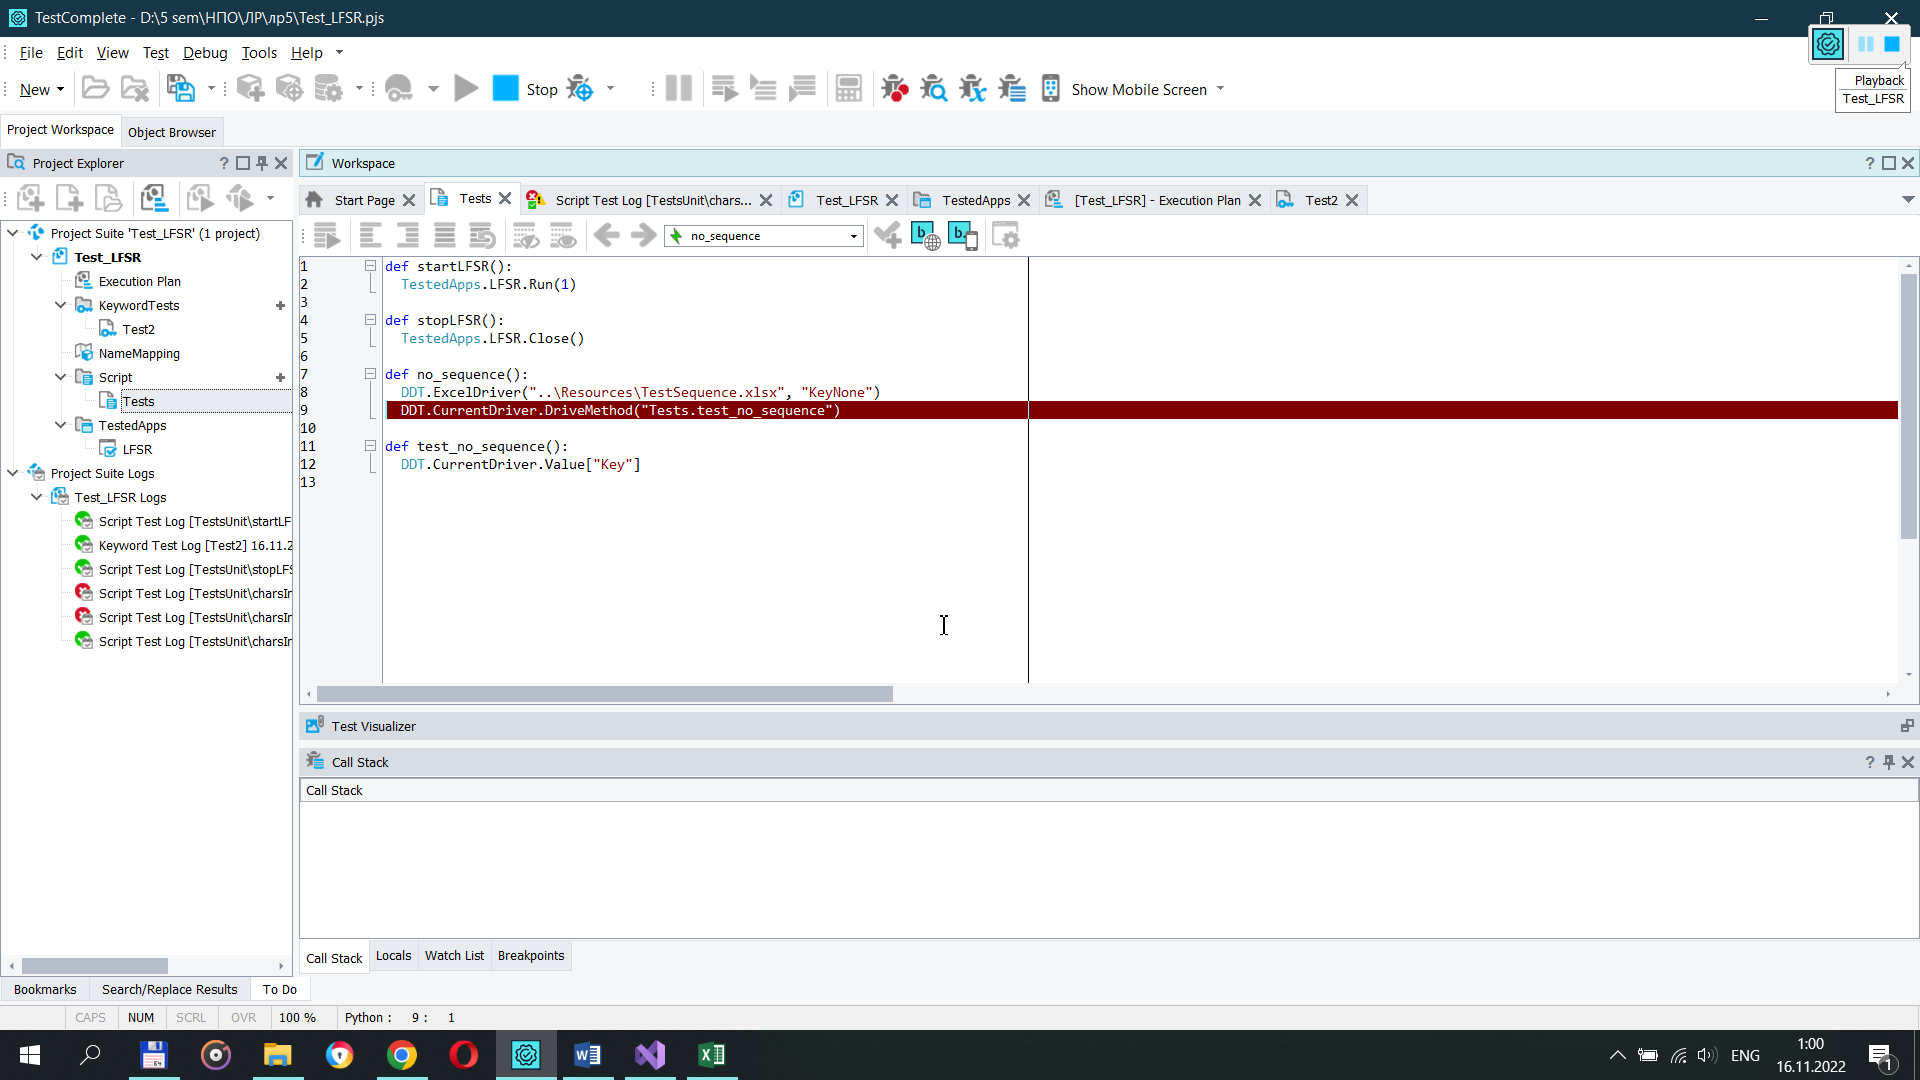 TestComplete - D:\5 sem\НПО\ЛР\лр5\Test_LFSR.pjs
File Edit View Test Debug Tools Help
New Stop Show Mobile Screen
Playback
Test_LFSR
Project Workspace Object Browser
Project Explorer ?
Workspace ?
Start Page Tests Script Test Log [TestsUnit\chars... Test_LFSR TestedApps [Test_LFSR] - Execution Plan Test2
no_sequence
Project Suite 'Test_LFSR' (1 project)
Test_LFSR
Execution Plan
KeywordTests
Test2
NameMapping
Script
Tests
TestedApps
LFSR
Project Suite Logs
Test_LFSR Logs
Script Test Log [TestsUnit\startLF
Keyword Test Log [Test2] 16.11.2
Script Test Log [TestsUnit\stopLFS
Script Test Log [TestsUnit\charsIn
Script Test Log [TestsUnit\charsIn
Script Test Log [TestsUnit\charsIn
1 def startLFSR():
2 TestedApps.LFSR.Run(1)
3
4 def stopLFSR():
5 TestedApps.LFSR.Close()
6
7 def no_sequence():
8 DDT.ExcelDriver("..\Resources\TestSequence.xlsx", "KeyNone")
9 DDT.CurrentDriver.DriveMethod("Tests.test_no_sequence")
10
11 def test_no_sequence():
12 DDT.CurrentDriver.Value["Key"]
13
Test Visualizer
Call Stack ?
Call Stack
Call Stack Locals Watch List Breakpoints
Bookmarks Search/Replace Results To Do
CAPS NUM SCRL OVR 100 % Python : 9 : 1
ENG
1:00
16.11.2022
1